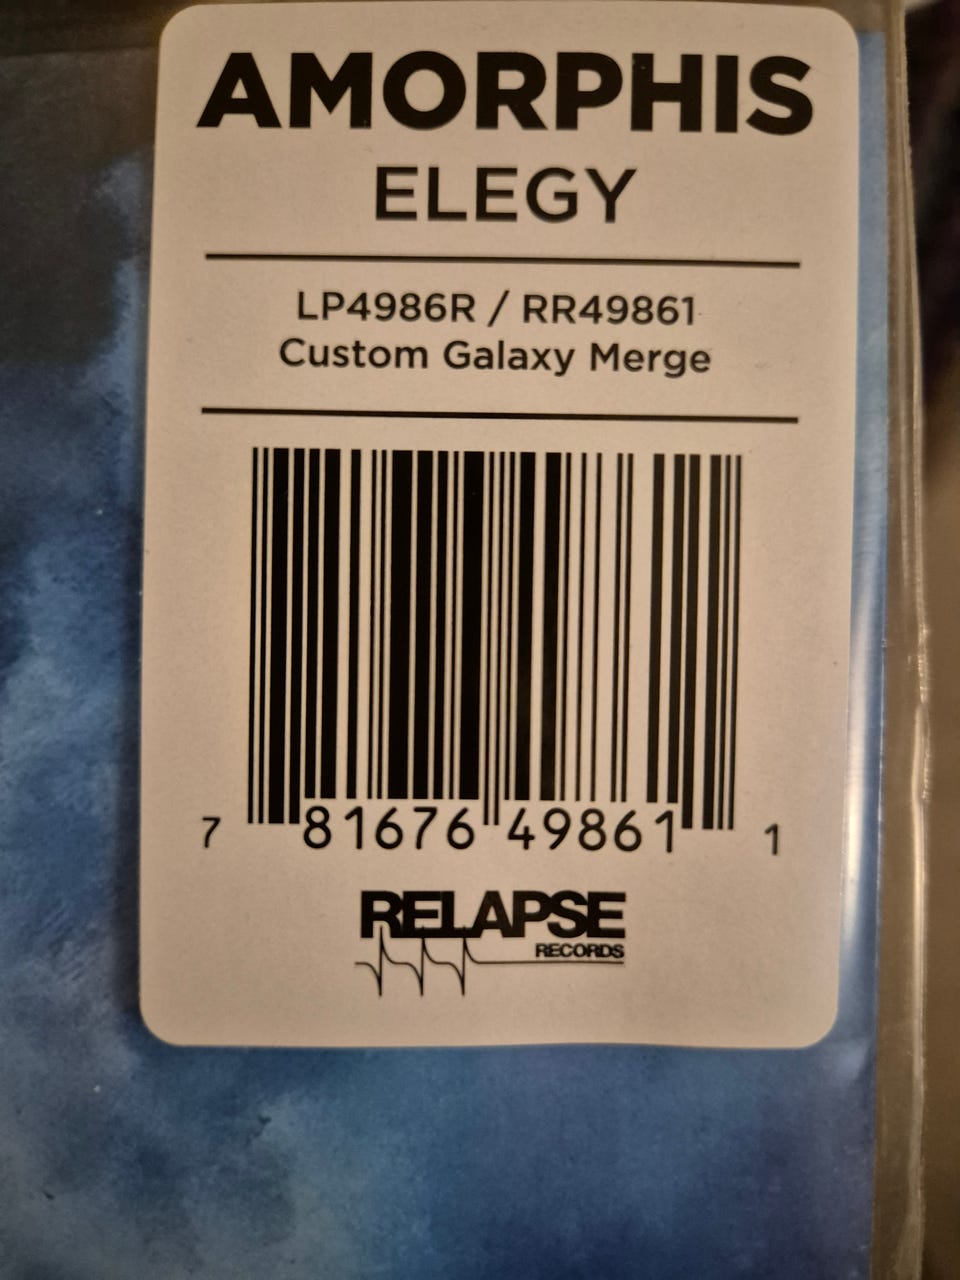 AMORPHIS
ELEGY
LP4986R / RR49861
Custom Galaxy Merge
7 81676 49861 1
RELAPSE
RECORDS